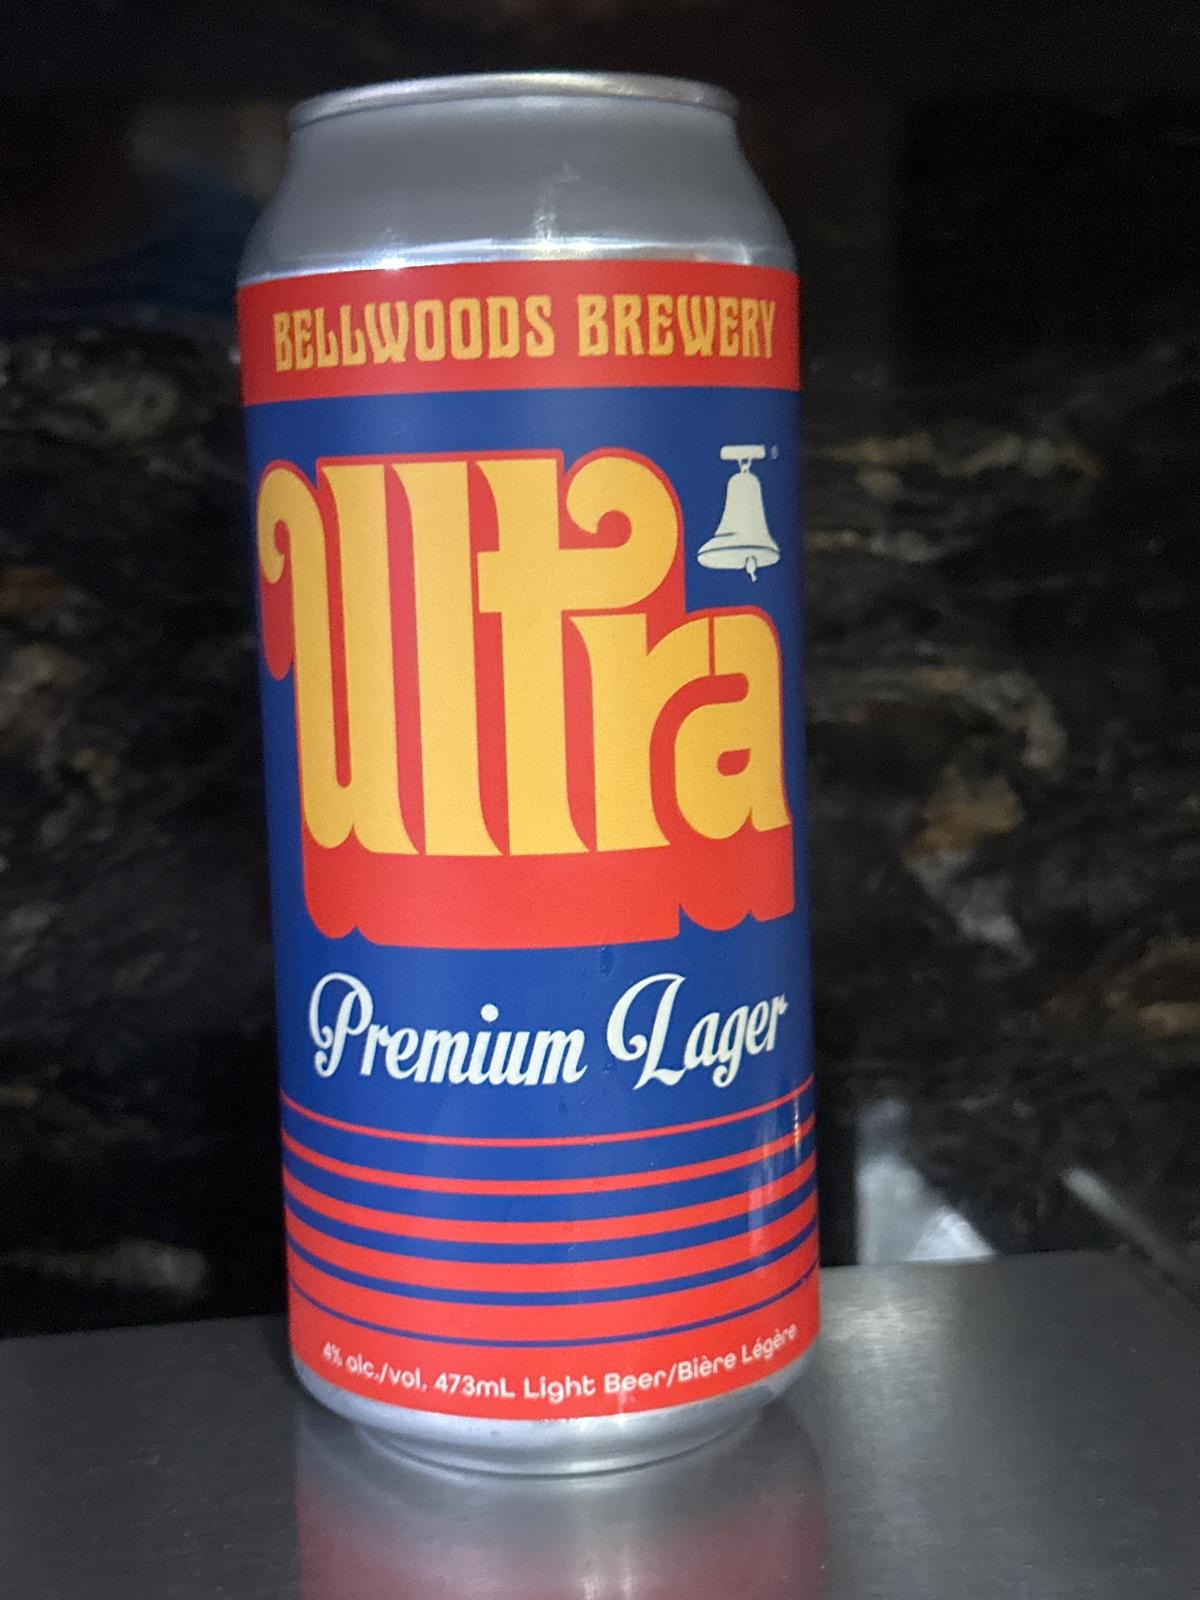 BELLWOODS BREWERY
Ultra
Premium Lager
4% alc./vol. 473mL Light Beer/Bière Légère